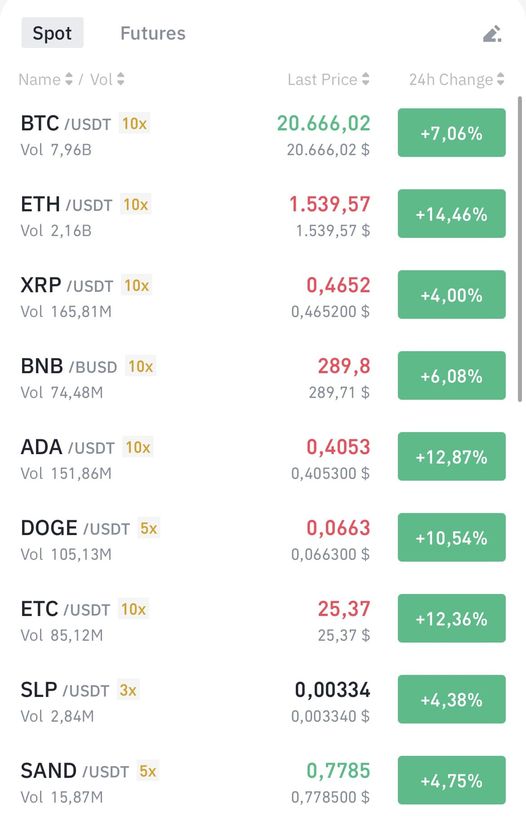 Spot Futures
Name / Vol Last Price 24h Change
BTC /USDT 10x 20.666,02 +7,06%
Vol 7,96B 20.666,02 $
ETH /USDT 10x 1.539,57 +14,46%
Vol 2,16B 1.539,57 $
XRP /USDT 10x 0,4652 +4,00%
Vol 165,81M 0,465200 $
BNB /BUSD 10x 289,8 +6,08%
Vol 74,48M 289,71 $
ADA /USDT 10x 0,4053 +12,87%
Vol 151,86M 0,405300 $
DOGE /USDT 5x 0,0663 +10,54%
Vol 105,13M 0,066300 $
ETC /USDT 10x 25,37 +12,36%
Vol 85,12M 25,37 $
SLP /USDT 3x 0,00334 +4,38%
Vol 2,84M 0,003340 $
SAND /USDT 5x 0,7785 +4,75%
Vol 15,87M 0,778500 $